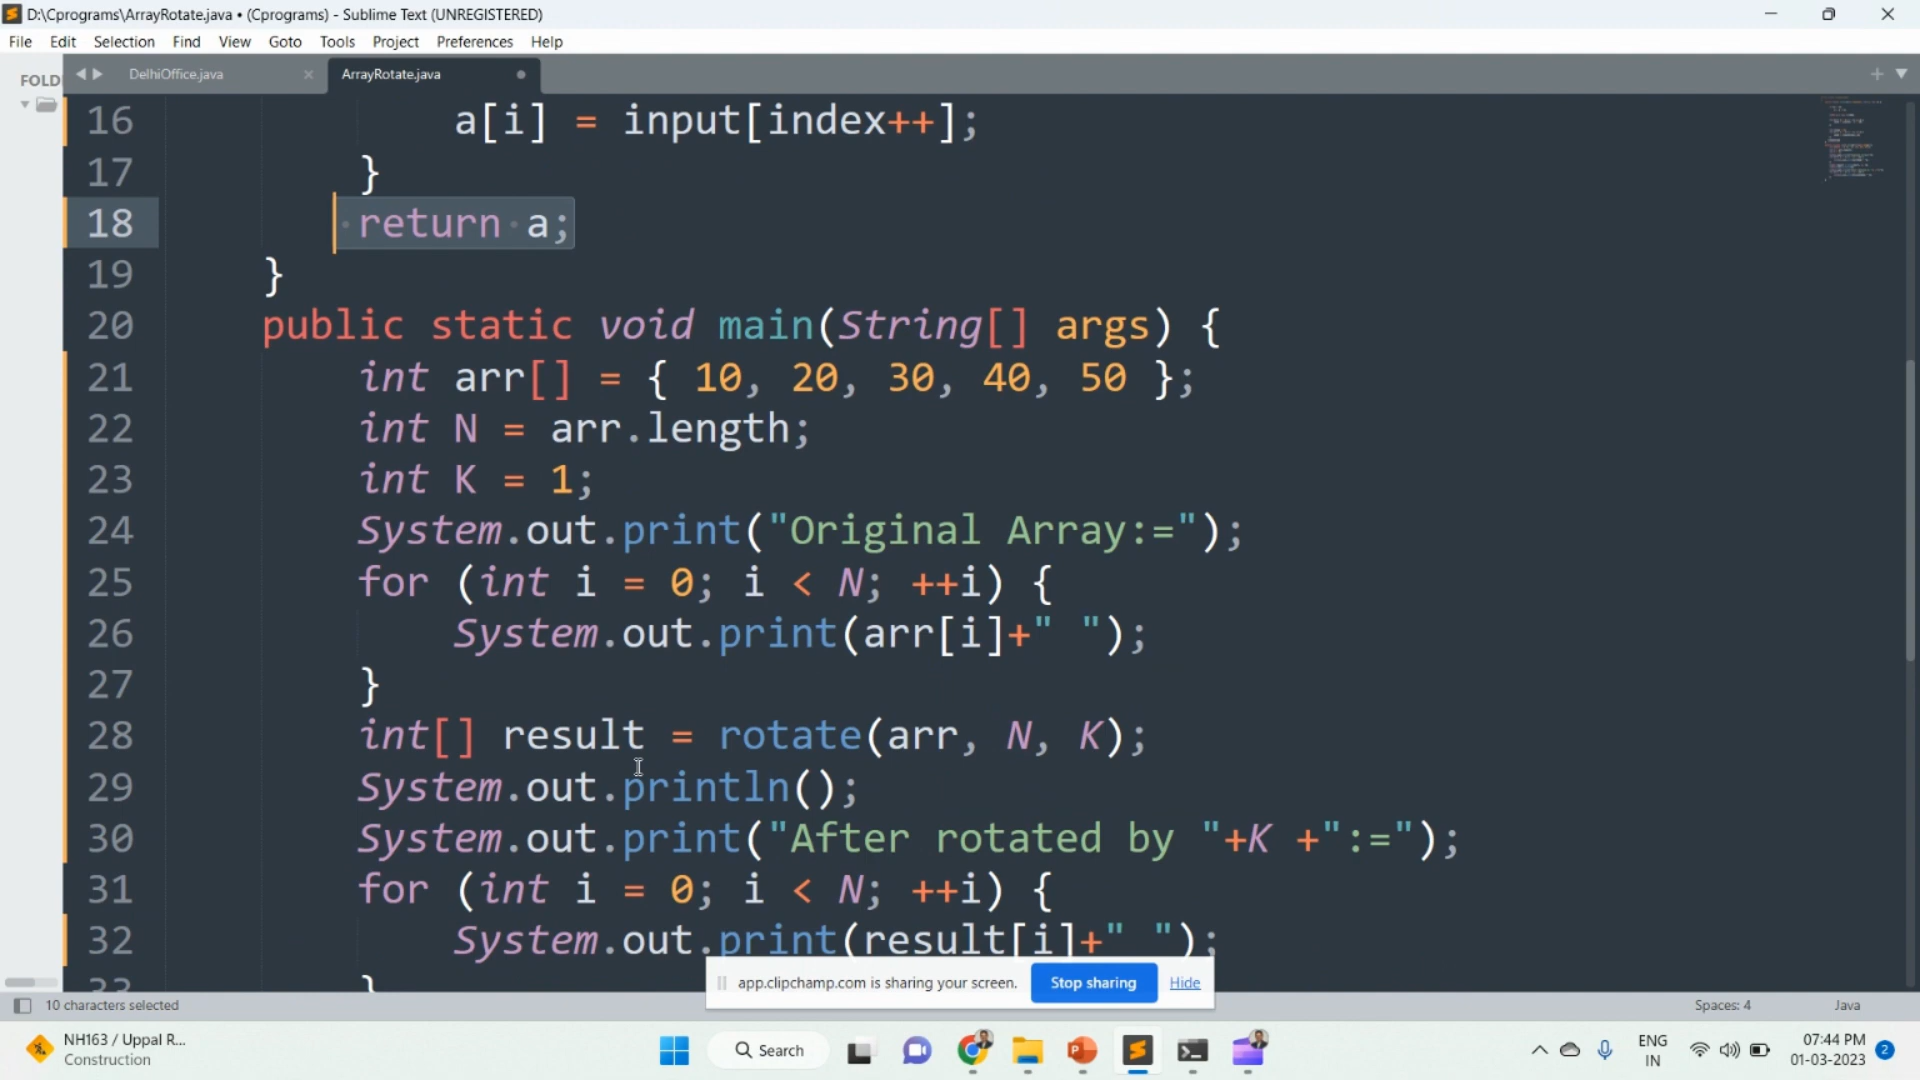 D:\Cprograms\ArrayRotate.java • (Cprograms) - Sublime Text (UNREGISTERED)
File Edit Selection Find View Goto Tools Project Preferences Help
FOLD
DelhiOffice.java
ArrayRotate.java
16 a[i] = input[index++];
17 }
18 return a;
19 }
20 public static void main(String[] args) {
21 int arr[] = { 10, 20, 30, 40, 50 };
22 int N = arr.length;
23 int K = 1;
24 System.out.print("Original Array:=");
25 for (int i = 0; i < N; ++i) {
26 System.out.print(arr[i]+" ");
27 }
28 int[] result = rotate(arr, N, K);
29 System.out.println();
30 System.out.print("After rotated by "+K +":=");
31 for (int i = 0; i < N; ++i) {
32 System.out.print(result[i]+" ");
33 }
app.clipchamp.com is sharing your screen. Stop sharing Hide
10 characters selected
Spaces: 4 Java
NH163 / Uppal R...
Construction
Search
ENG
IN
07:44 PM
01-03-2023
2